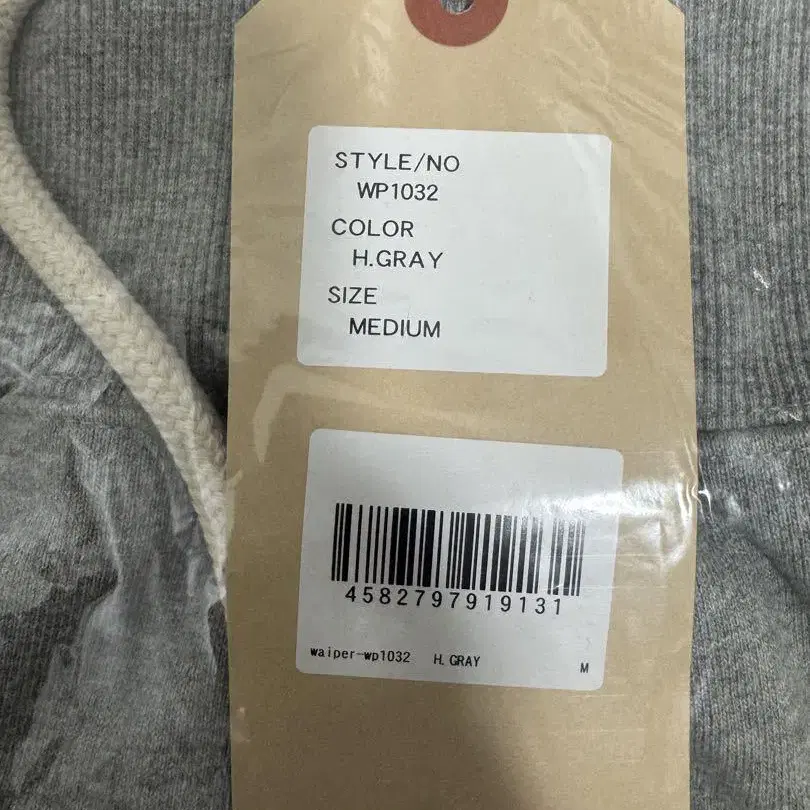 STYLE/NO
WP1032
COLOR
H.GRAY
SIZE
MEDIUM
4582797919131
waiper-wp1032 H.GRAY M